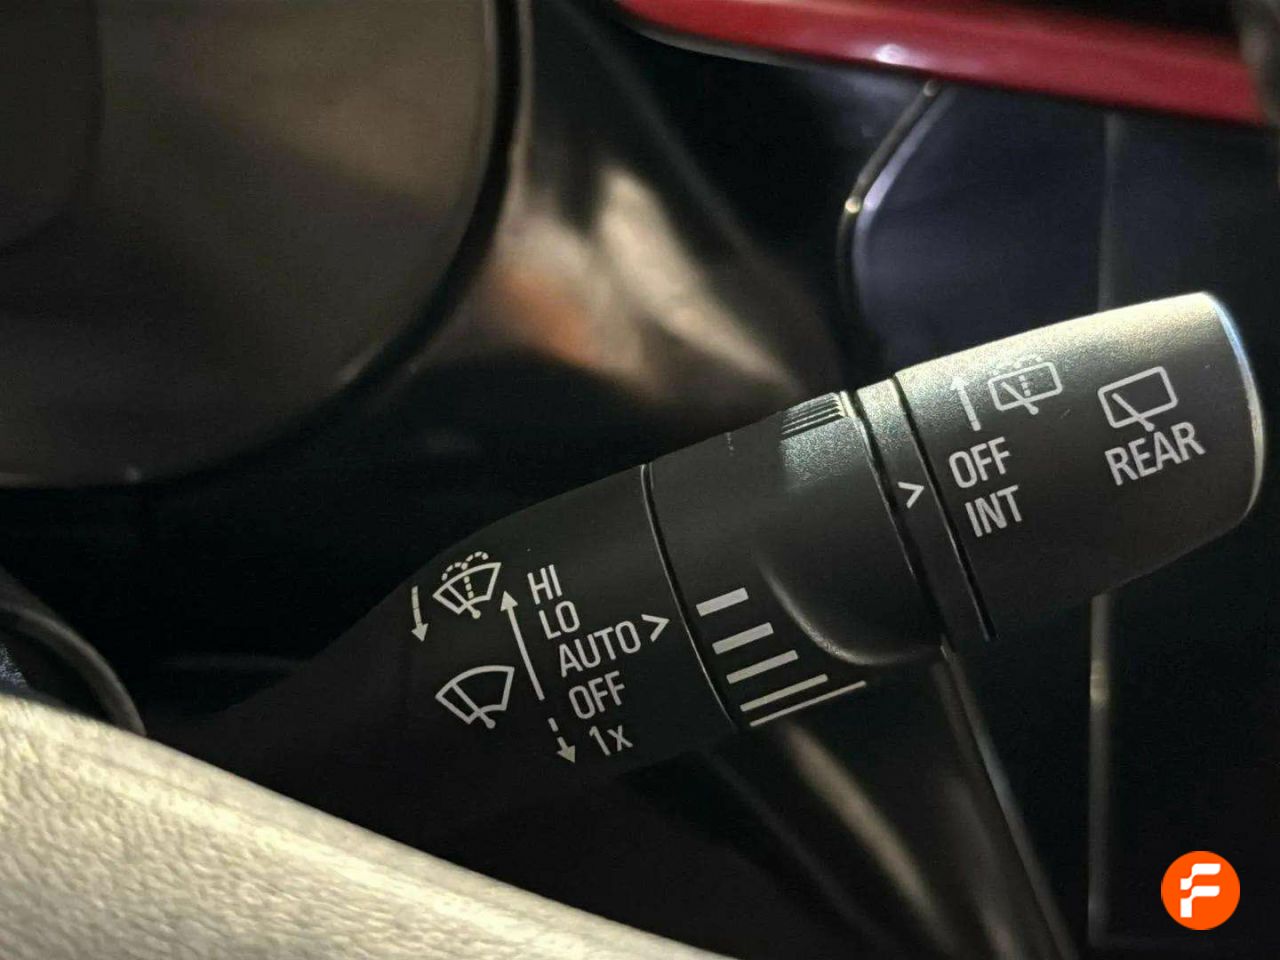 HI
LO
AUTO >
OFF
1x
> OFF
INT
REAR
F